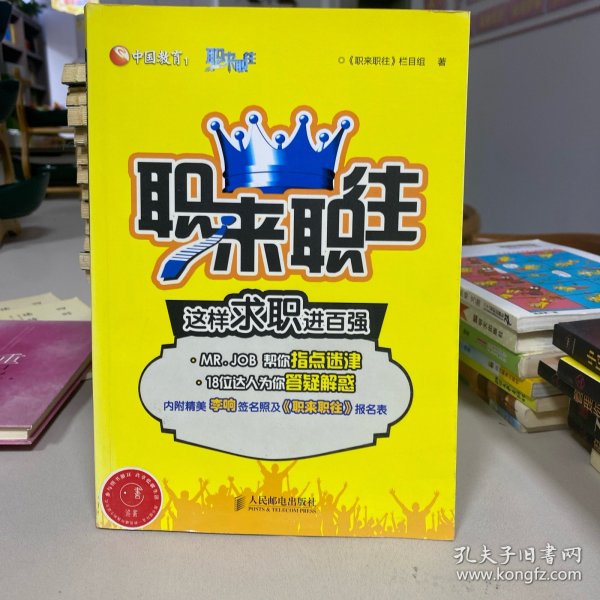 中国教育1
职来职往
《职来职往》栏目组 著
职来职往
这样求职进百强
·MR.JOB 帮你指点迷津
·18位达人为你答疑解惑
内附精美 李响 签名照及《职来职往》报名表
人民邮电出版社
POSTS & TELECOM PRESS
孔夫子旧书网
www.kongfz.com